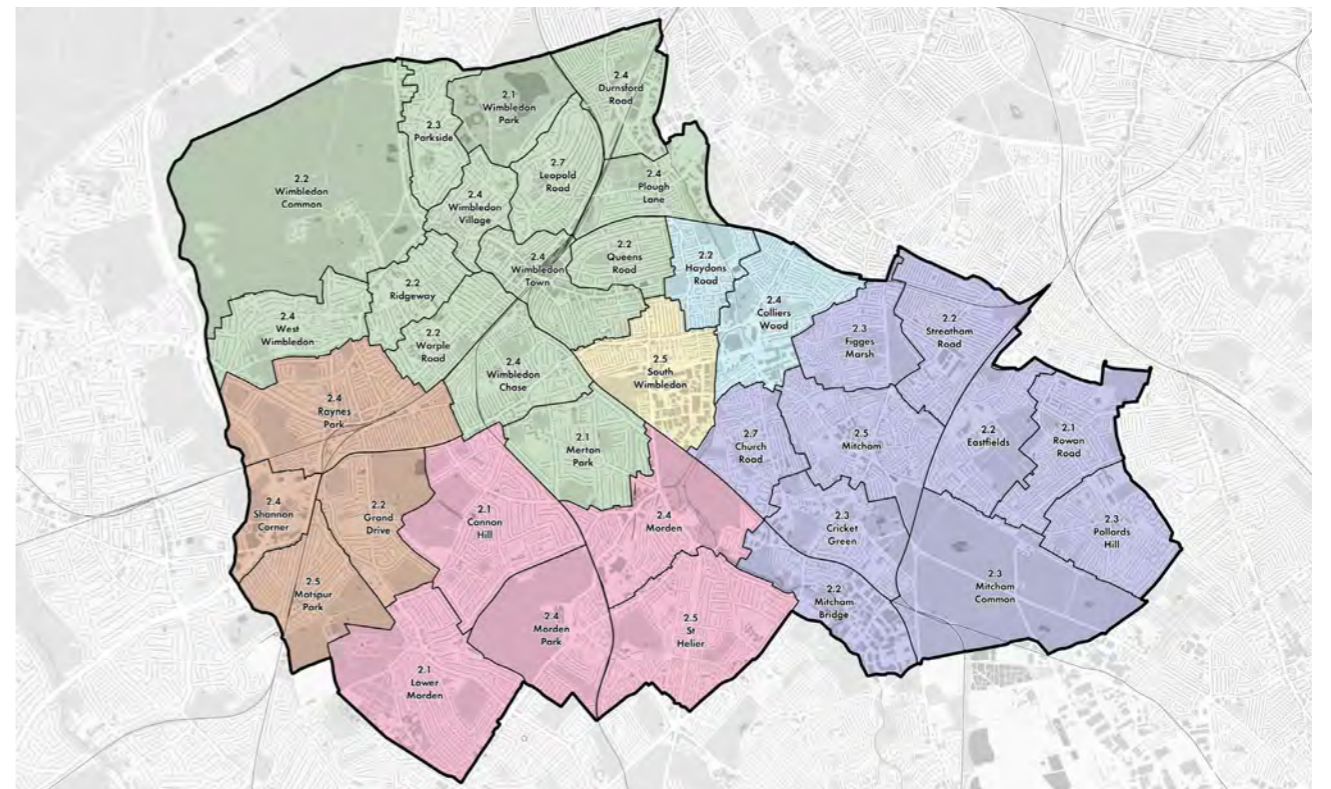 2.4
Durnsford
Road
2.1
Wimbledon
Park
2.3
Parkside
2.7
Leopold
Road
2.4
Plough
Lane
2.2
Wimbledon
Common
2.4
Wimbledon
Village
2.2
Queens
Road
2.2
Haydons
Road
2.4
Wimbledon
Town
2.2
Ridgeway
2.4
Colliers
Wood
2.4
West
Wimbledon
2.2
Worple
Road
2.3
Figges
Marsh
2.2
Streatham
Road
2.4
Wimbledon
Chase
2.5
South
Wimbledon
2.4
Raynes
Park
2.1
Merton
Park
2.7
Church
Road
2.5
Mitcham
2.2
Eastfields
2.1
Rowan
Road
2.4
Shannon
Corner
2.2
Grand
Drive
2.1
Cannon
Hill
2.4
Morden
2.3
Cricket
Green
2.3
Pollards
Hill
2.5
Motspur
Park
2.2
Mitcham
Bridge
2.3
Mitcham
Common
2.4
Morden
Park
2.5
St
Helier
2.1
Lower
Morden